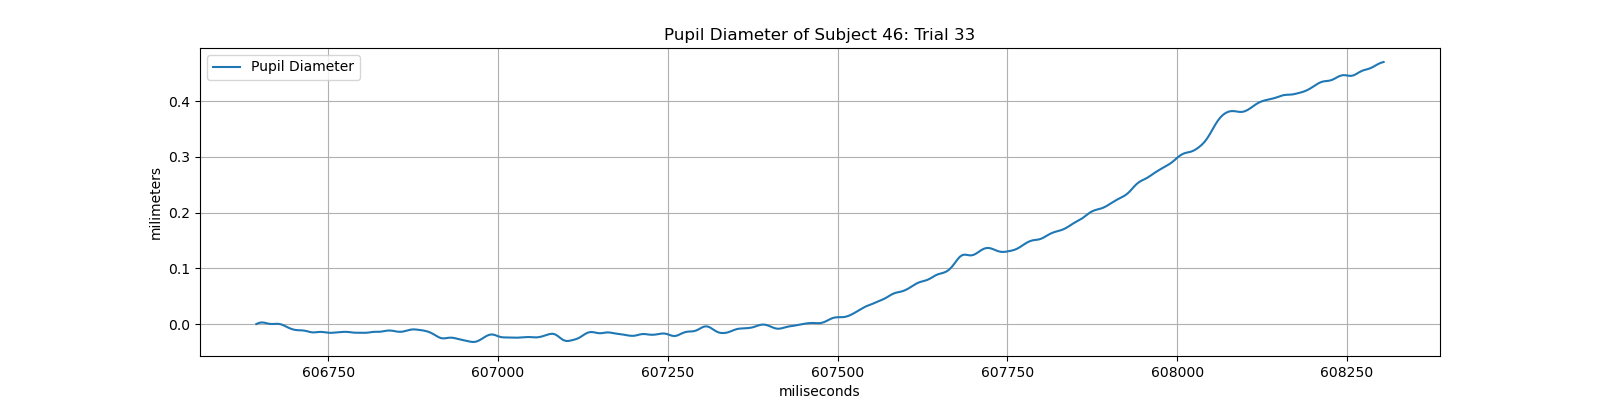 Pupil Diameter of Subject 46: Trial 33
Pupil Diameter
milimeters
0.4
0.3
0.2
0.1
0.0
606750 607000 607250 607500 607750 608000 608250
miliseconds